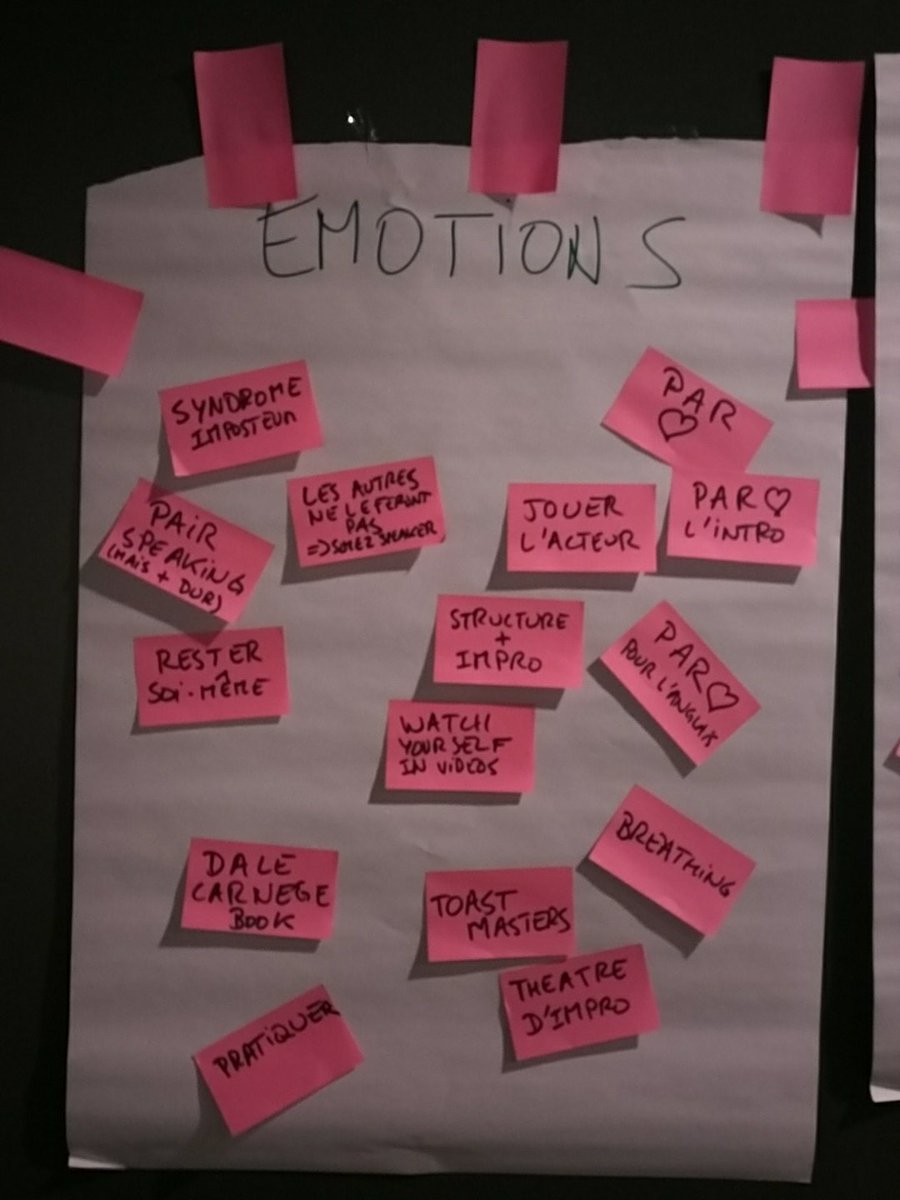 EMOTIONS
SYNDROME
IMPOSTEUR
PAR
♡
LES AUTRES
NE LE FERONT
PAS
=> SOYEZ SPEAKER
PAIR
SPEAKING
(MAIS + DUR)
JOUER
L'ACTEUR
PAR ♡
L'INTRO
RESTER
SOI-MÊME
STRUCTURE
+
IMPRO
PAR ♡
POUR L'ANGLAIS
WATCH
YOURSELF
IN VIDEOS
BREATHING
DALE
CARNEGE
BOOK
TOAST
MASTERS
THEATRE
D'IMPRO
PRATIQUER